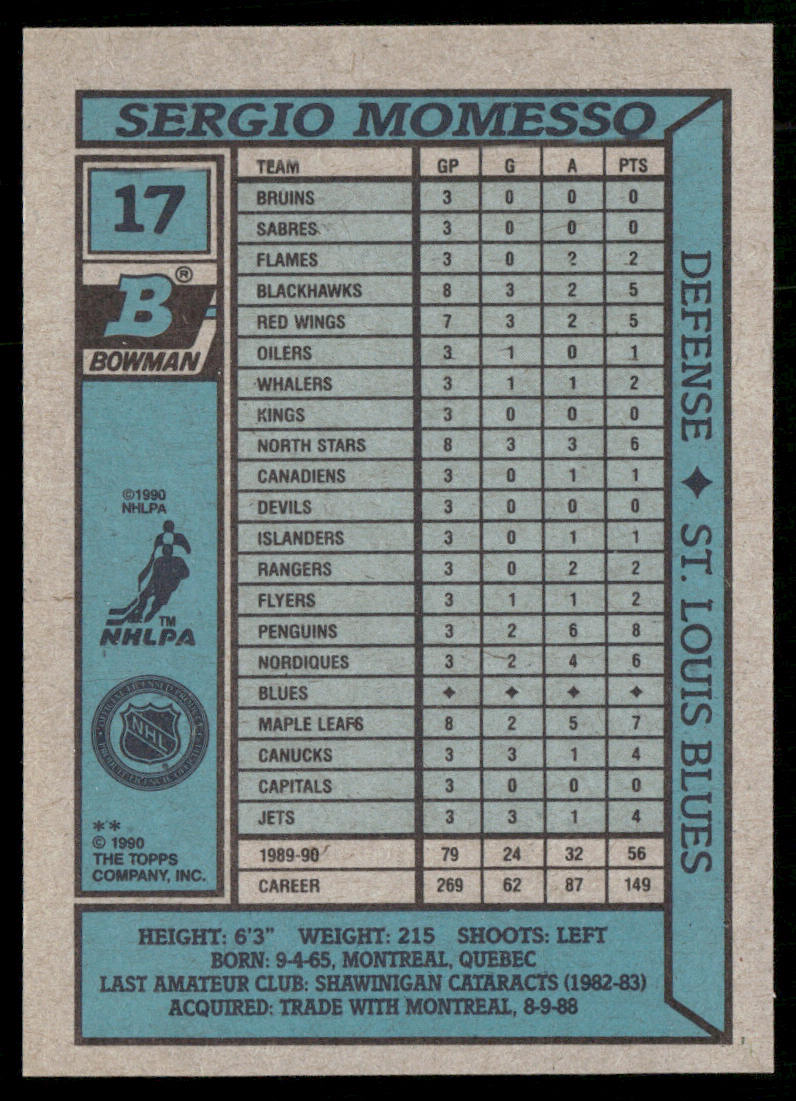 SERGIO MOMESSO
17
B®
BOWMAN
©1990
NHLPA
TM
NHLPA
NHL
**
© 1990
THE TOPPS
COMPANY, INC.
TEAM GP G A PTS
BRUINS 3 0 0 0
SABRES 3 0 0 0
FLAMES 3 0 2 2
BLACKHAWKS 8 3 2 5
RED WINGS 7 3 2 5
OILERS 3 1 0 1
WHALERS 3 1 1 2
KINGS 3 0 0 0
NORTH STARS 8 3 3 6
CANADIENS 3 0 1 1
DEVILS 3 0 0 0
ISLANDERS 3 0 1 1
RANGERS 3 0 2 2
FLYERS 3 1 1 2
PENGUINS 3 2 6 8
NORDIQUES 3 2 4 6
BLUES ✦ ✦ ✦ ✦
MAPLE LEAFS 8 2 5 7
CANUCKS 3 3 1 4
CAPITALS 3 0 0 0
JETS 3 3 1 4
1989-90 79 24 32 56
CAREER 269 62 87 149
DEFENSE ✦ ST. LOUIS BLUES
HEIGHT: 6'3" WEIGHT: 215 SHOOTS: LEFT
BORN: 9-4-65, MONTREAL, QUEBEC
LAST AMATEUR CLUB: SHAWINIGAN CATARACTS (1982-83)
ACQUIRED: TRADE WITH MONTREAL, 8-9-88